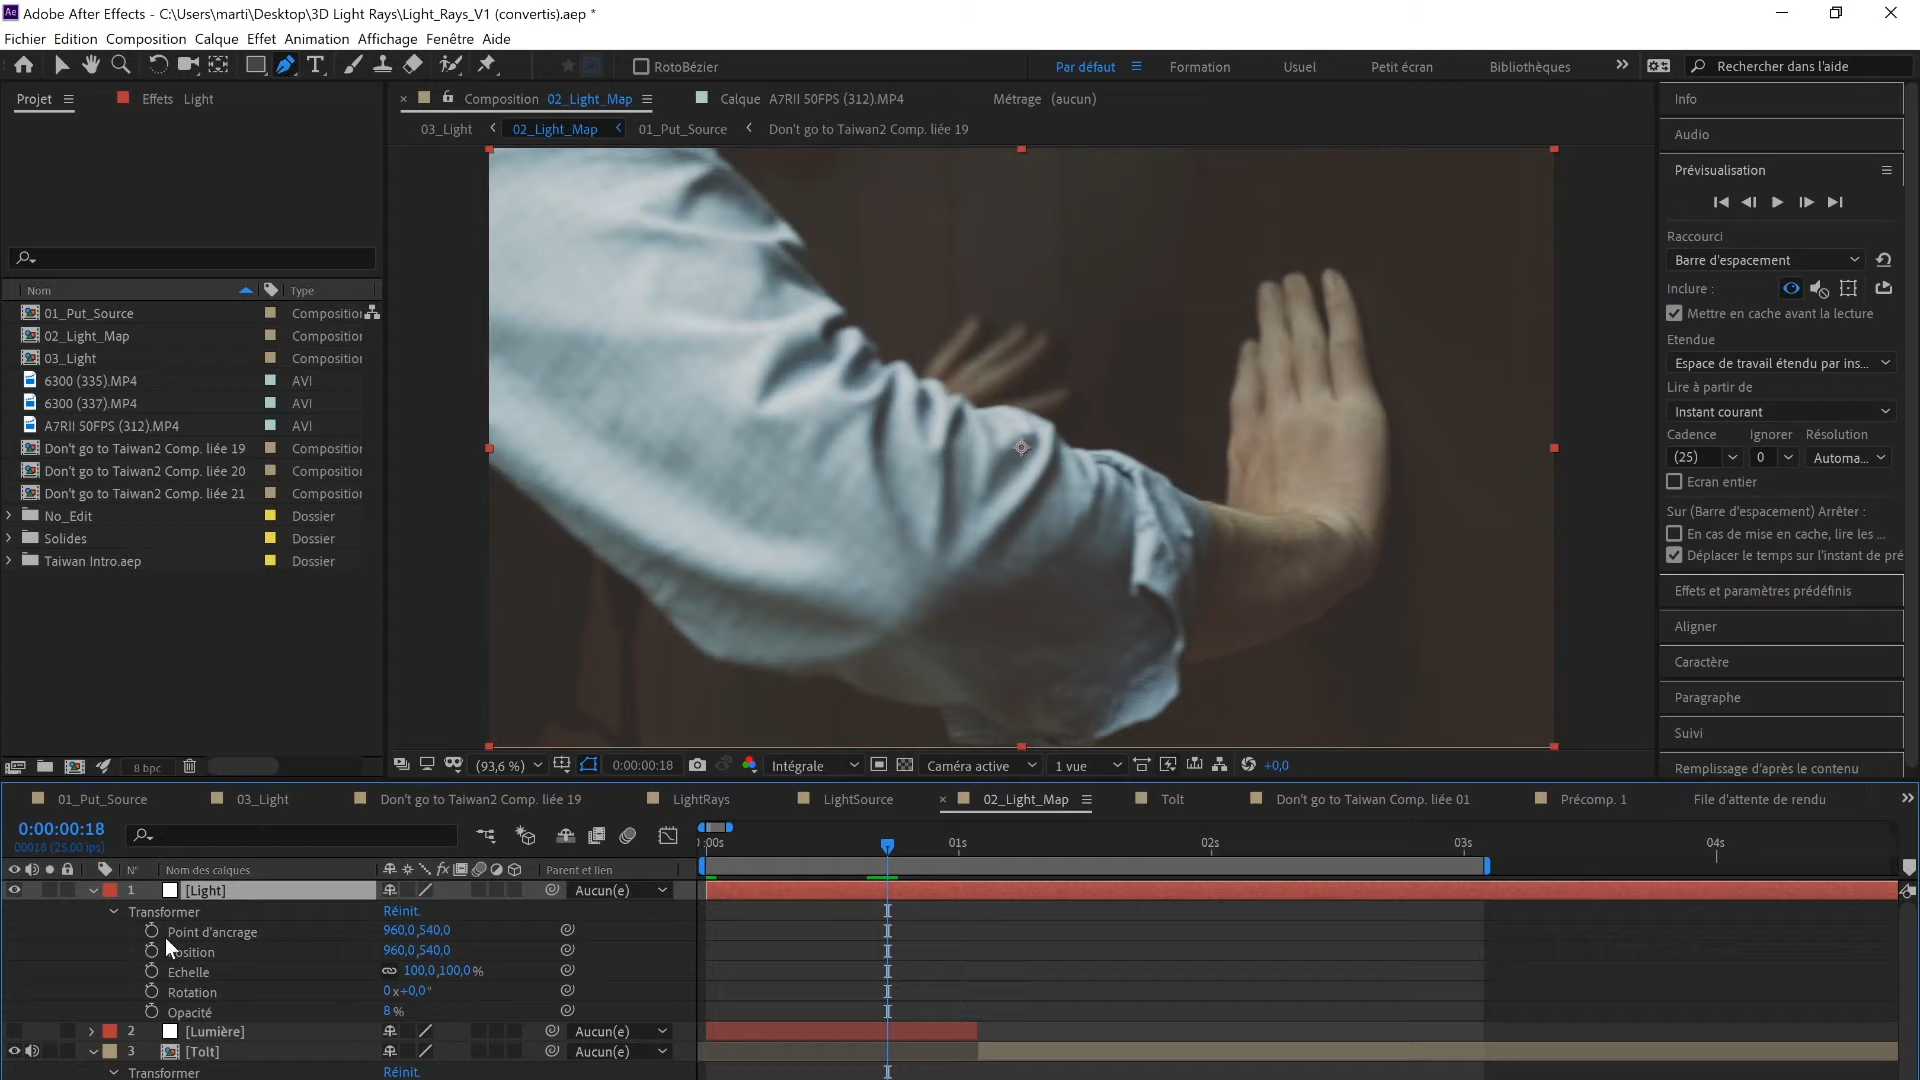 Adobe After Effects - C:\Users\marti\Desktop\3D Light Rays\Light_Rays_V1 (convertis).aep *
Fichier Edition Composition Calque Effet Animation Affichage Fenêtre Aide
RotoBézier
Par défaut Formation Usuel Petit écran Bibliothèques Rechercher dans l'aide
Projet Effets Light
Composition 02_Light_Map Calque A7RII 50FPS (312).MP4 Métrage (aucun)
03_Light 02_Light_Map 01_Put_Source Don't go to Taiwan2 Comp. liée 19
Nom Type
01_Put_Source Composition
02_Light_Map Composition
03_Light Composition
6300 (335).MP4 AVI
6300 (337).MP4 AVI
A7RII 50FPS (312).MP4 AVI
Don't go to Taiwan2 Comp. liée 19 Composition
Don't go to Taiwan2 Comp. liée 20 Composition
Don't go to Taiwan2 Comp. liée 21 Composition
No_Edit Dossier
Solides Dossier
Taiwan Intro.aep Dossier
8 bpc
(93,6 %) 0:00:00:18 Intégrale Caméra active 1 vue +0,0
Info
Audio
Prévisualisation
Raccourci
Barre d'espacement
Inclure :
Mettre en cache avant la lecture
Etendue
Espace de travail étendu par ins...
Lire à partir de
Instant courant
Cadence Ignorer Résolution
(25) 0 Automa...
Ecran entier
Sur (Barre d'espacement) Arrêter :
En cas de mise en cache, lire les ...
Déplacer le temps sur l'instant de pré
Effets et paramètres prédéfinis
Aligner
Caractère
Paragraphe
Suivi
Remplissage d'après le contenu
01_Put_Source 03_Light Don't go to Taiwan2 Comp. liée 19 LightRays LightSource 02_Light_Map Tolt Don't go to Taiwan Comp. liée 01 Précomp. 1 File d'attente de rendu
0:00:00:18
00018 (25.00 ips)
:00s 01s 02s 03s 04s
N° Nom des calques Parent et lien
1 [Light] Aucun(e)
Transformer Réinit.
Point d'ancrage 960,0,540,0
osition 960,0,540,0
Echelle 100,0,100,0 %
Rotation 0 x+0,0 °
Opacité 8 %
2 [Lumière] Aucun(e)
3 [Tolt] Aucun(e)
Transformer Réinit.